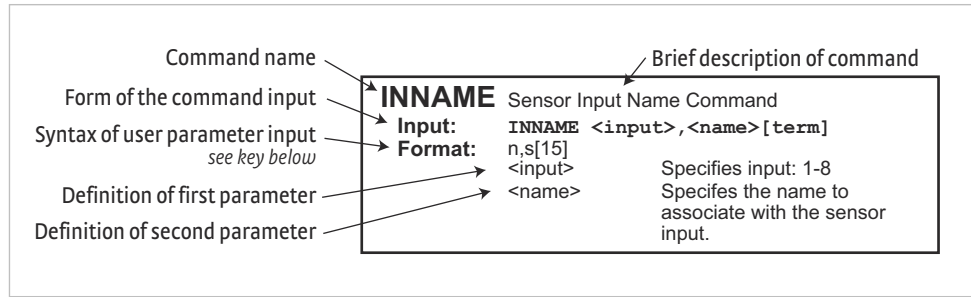 Command name
Brief description of command
Form of the command input
Syntax of user parameter input
see key below
Definition of first parameter
Definition of second parameter
INNAME Sensor Input Name Command
Input: INNAME <input>,<name>[term]
Format: n,s[15]
<input> Specifies input: 1-8
<name> Specifes the name to
associate with the sensor
input.